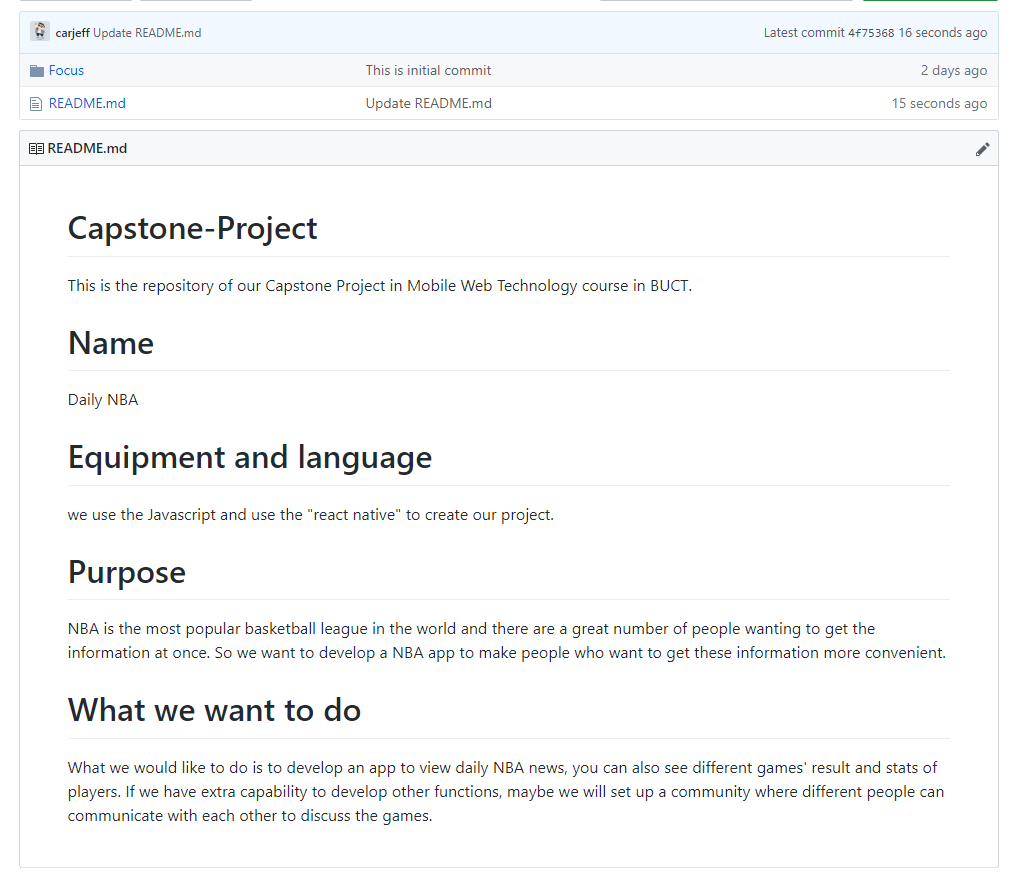 carjeff Update README.md Latest commit 4f75368 16 seconds ago
Focus This is initial commit 2 days ago
README.md Update README.md 15 seconds ago
README.md
Capstone-Project
This is the repository of our Capstone Project in Mobile Web Technology course in BUCT.
Name
Daily NBA
Equipment and language
we use the Javascript and use the "react native" to create our project.
Purpose
NBA is the most popular basketball league in the world and there are a great number of people wanting to get the
information at once. So we want to develop a NBA app to make people who want to get these information more convenient.
What we want to do
What we would like to do is to develop an app to view daily NBA news, you can also see different games' result and stats of
players. If we have extra capability to develop other functions, maybe we will set up a community where different people can
communicate with each other to discuss the games.